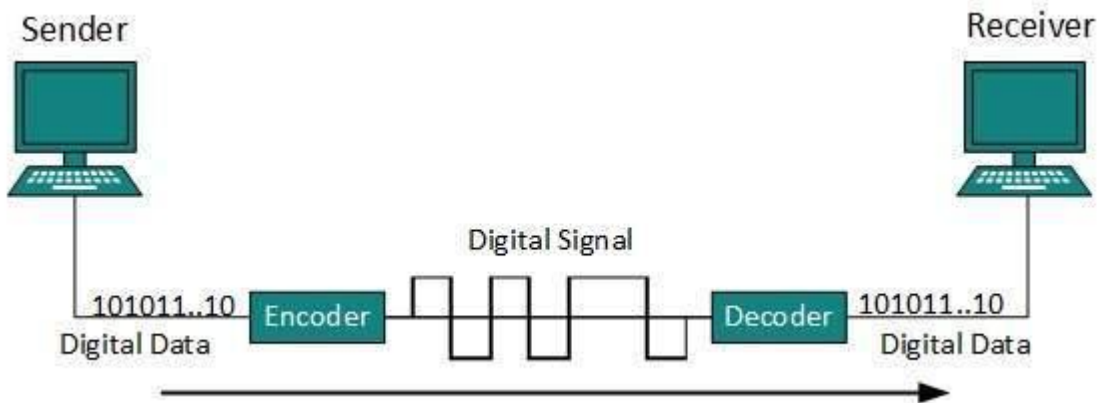 Sender
Receiver
Digital Signal
101011..10
Encoder
Decoder
101011..10
Digital Data
Digital Data